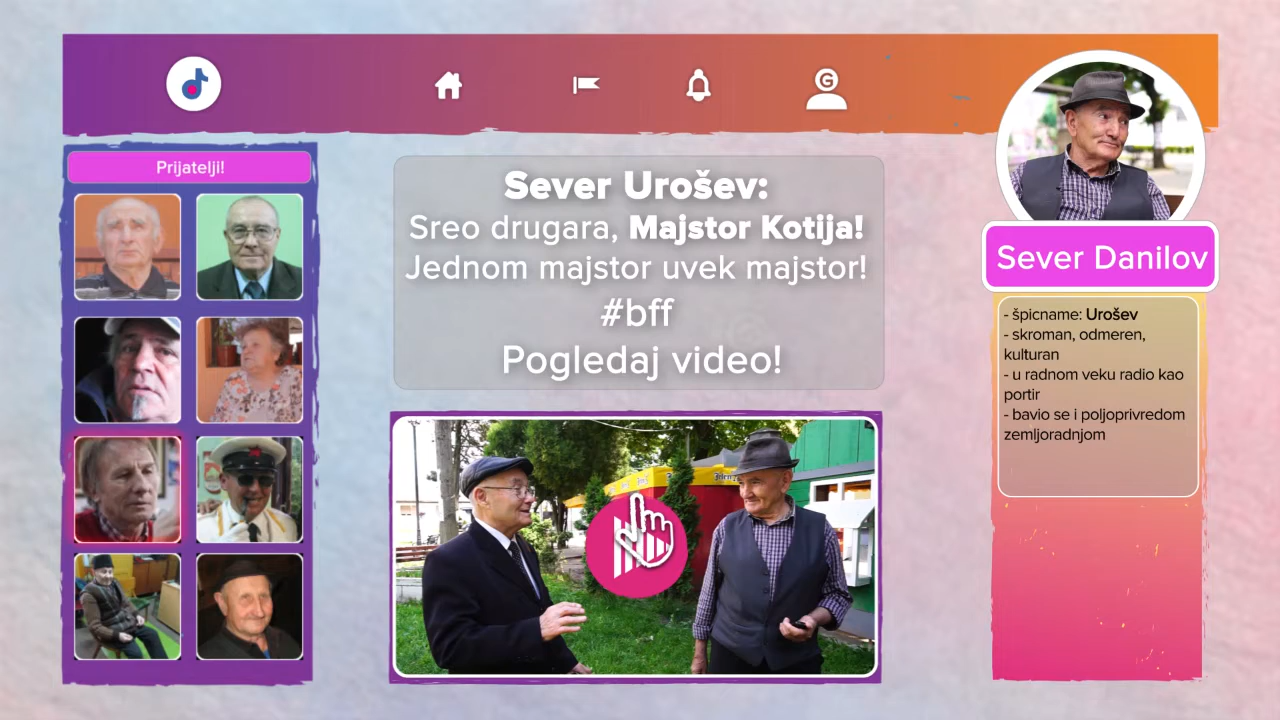 G
Prijatelji!
Sever Urošev:
Sreo drugara, Majstor Kotija!
Jednom majstor uvek majstor!
#bff
Pogledaj video!
Sever Danilov
- špicname: Urošev
- skroman, odmeren,
kulturan
- u radnom veku radio kao
portir
- bavio se i poljoprivredom
zemljoradnjom